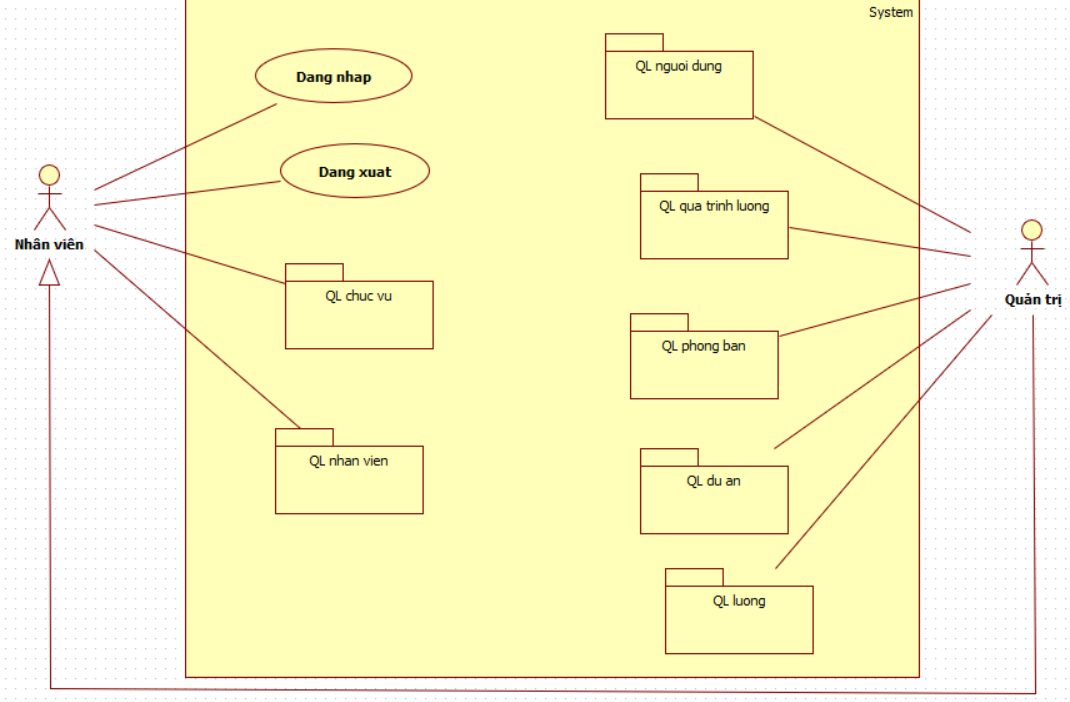 System
Dang nhap
Dang xuat
QL chuc vu
QL nhan vien
QL nguoi dung
QL qua trinh luong
QL phong ban
QL du an
QL luong
Nhân viên
Quản trị